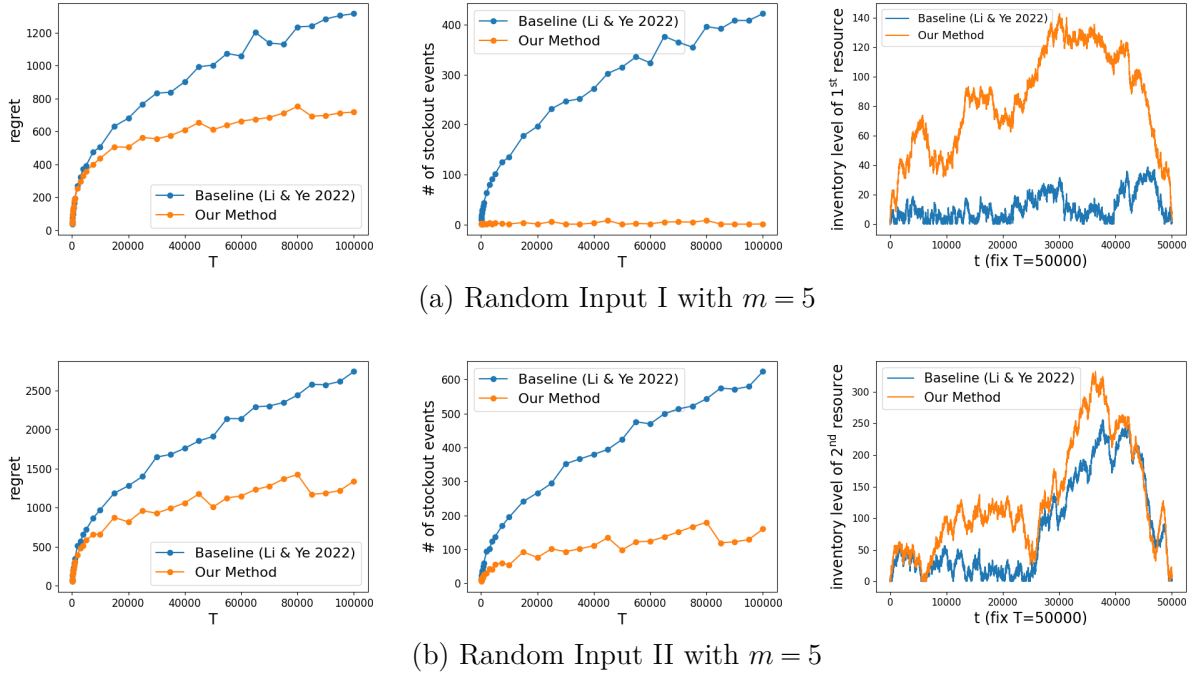 1200
1000
800
600
400
200
0
regret
Baseline (Li & Ye 2022)
Our Method
0 20000 40000 60000 80000 100000
T
400
300
200
100
0
# of stockout events
Baseline (Li & Ye 2022)
Our Method
0 20000 40000 60000 80000 100000
T
140
120
100
80
60
40
20
0
inventory level of 1st resource
Baseline (Li & Ye 2022)
Our Method
0 10000 20000 30000 40000 50000
t (fix T=50000)
(a) Random Input I with m = 5
2500
2000
1500
1000
500
0
regret
Baseline (Li & Ye 2022)
Our Method
0 20000 40000 60000 80000 100000
T
600
500
400
300
200
100
0
# of stockout events
Baseline (Li & Ye 2022)
Our Method
0 20000 40000 60000 80000 100000
T
300
250
200
150
100
50
0
inventory level of 2nd resource
Baseline (Li & Ye 2022)
Our Method
0 10000 20000 30000 40000 50000
t (fix T=50000)
(b) Random Input II with m = 5